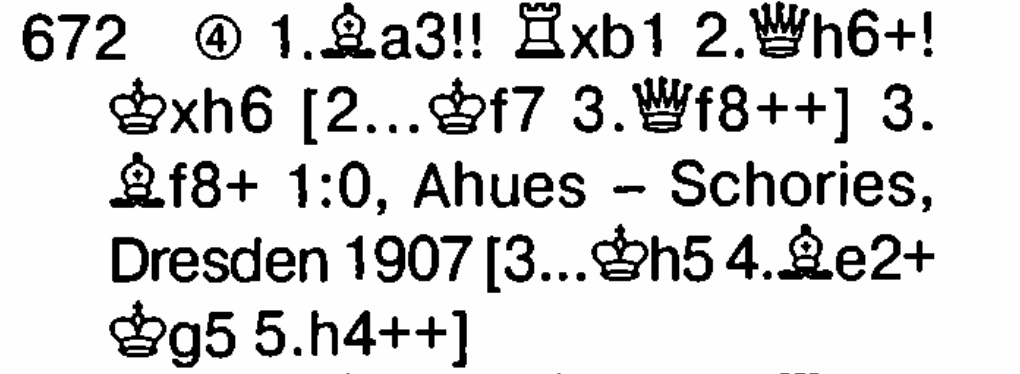 672 ④ 1.♗a3!! ♖xb1 2.♕h6+!
♔xh6 [2...♔f7 3.♕f8++] 3.
♗f8+ 1:0, Ahues – Schories,
Dresden 1907 [3...♔h5 4.♗e2+
♔g5 5.h4++]